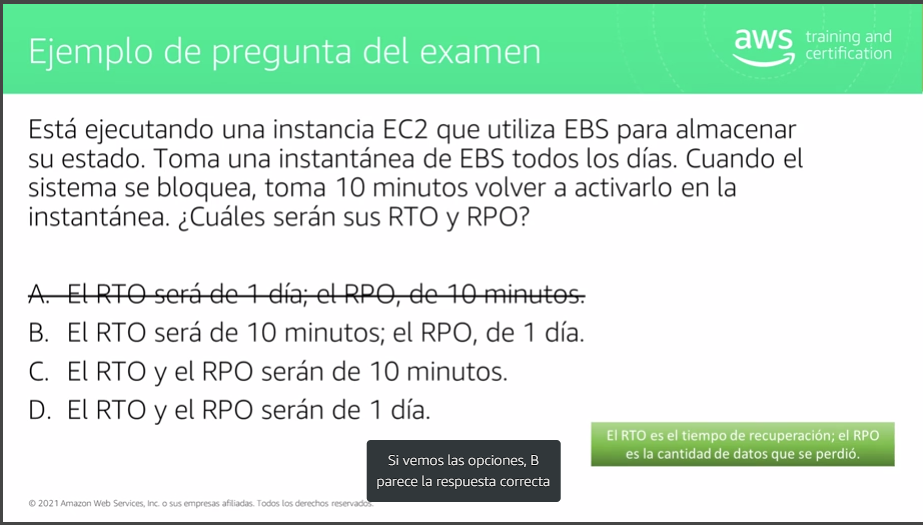 Ejemplo de pregunta del examen
aws training and
certification
Está ejecutando una instancia EC2 que utiliza EBS para almacenar
su estado. Toma una instantánea de EBS todos los días. Cuando el
sistema se bloquea, toma 10 minutos volver a activarlo en la
instantánea. ¿Cuáles serán sus RTO y RPO?
A. El RTO será de 1 día; el RPO, de 10 minutos.
B. El RTO será de 10 minutos; el RPO, de 1 día.
C. El RTO y el RPO serán de 10 minutos.
D. El RTO y el RPO serán de 1 día.
El RTO es el tiempo de recuperación; el RPO
es la cantidad de datos que se perdió.
Si vemos las opciones, B
parece la respuesta correcta
© 2021 Amazon Web Services, Inc. o sus empresas afiliadas. Todos los derechos reservados.